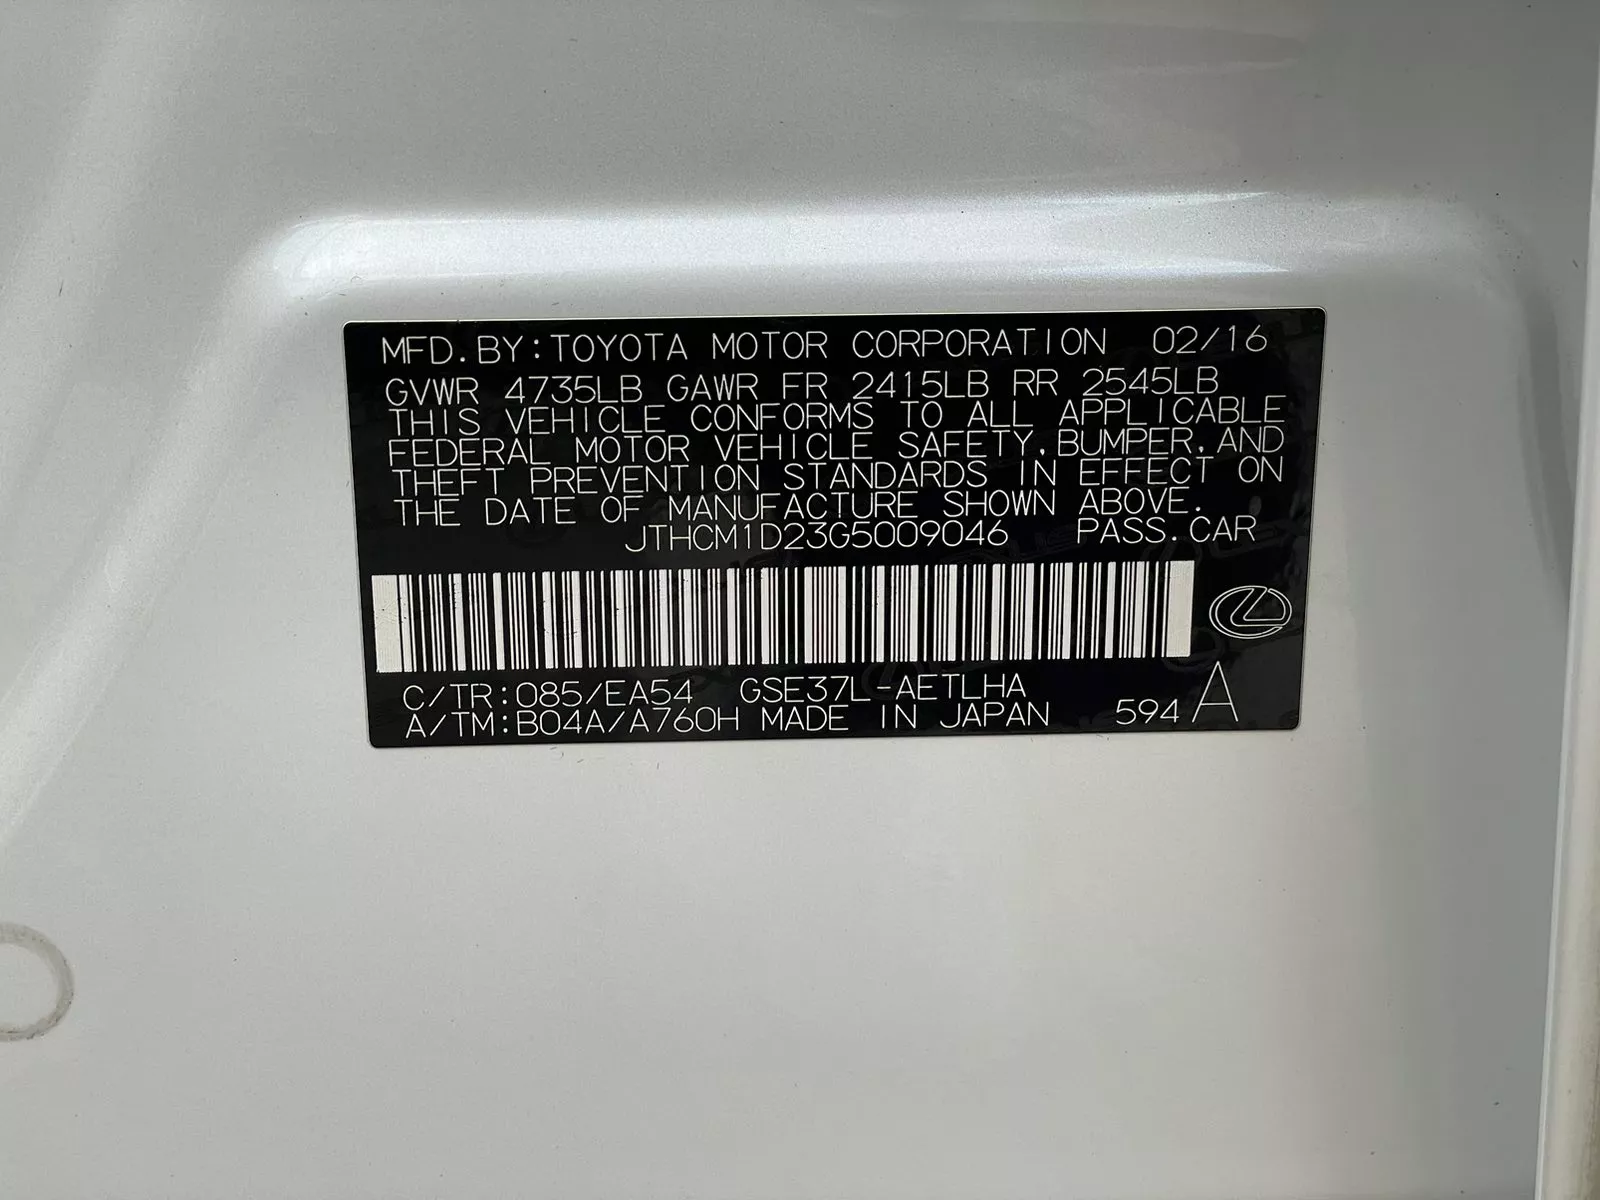 MFD.BY:TOYOTA MOTOR CORPORATION 02/16
GVWR 4735LB GAWR FR 2415LB RR 2545LB
THIS VEHICLE CONFORMS TO ALL APPLICABLE
FEDERAL MOTOR VEHICLE SAFETY,BUMPER,AND
THEFT PREVENTION STANDARDS IN EFFECT ON
THE DATE OF MANUFACTURE SHOWN ABOVE.
JTHCM1D23G5009046 PASS.CAR
C/TR:085/EA54 GSE37L-AETLHA
A/TM:B04A/A760H MADE IN JAPAN 594 A